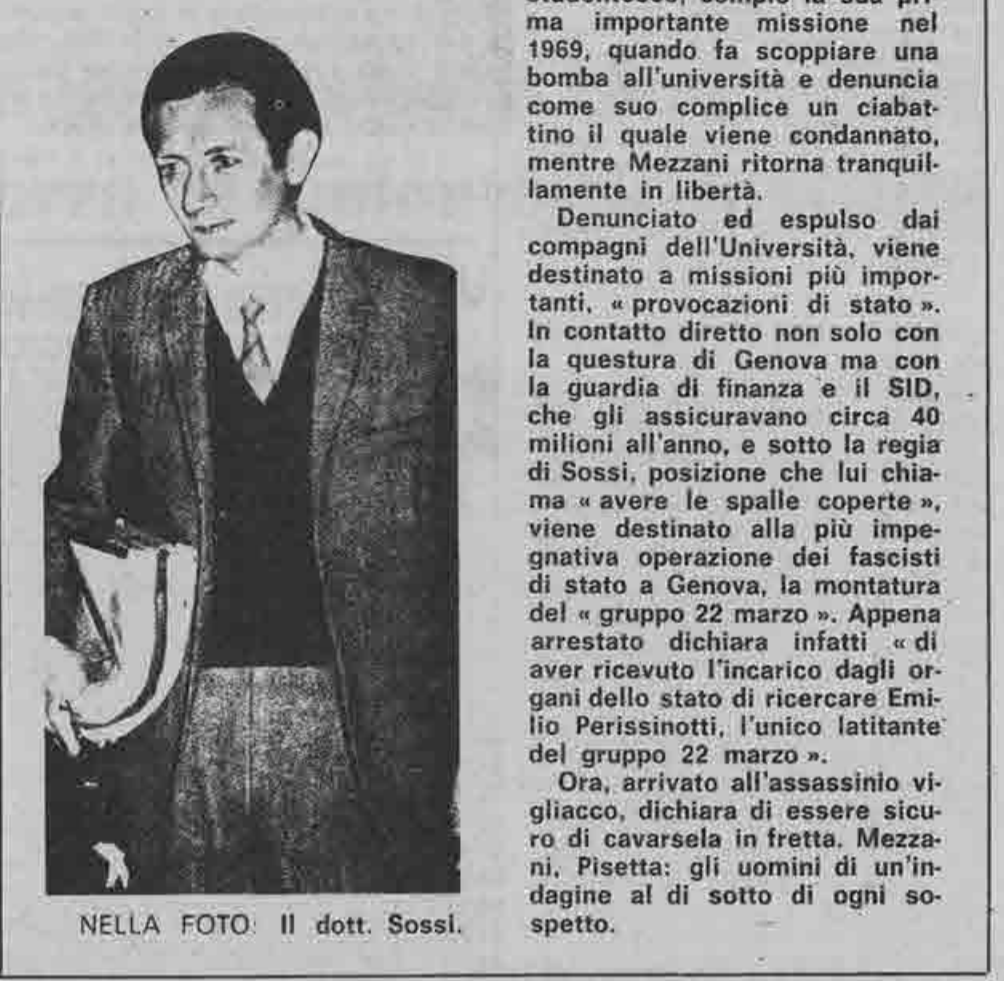 ma importante missione nel
1969, quando fa scoppiare una
bomba all'università e denuncia
come suo complice un ciabat-
tino il quale viene condannato,
mentre Mezzani ritorna tranquil-
lamente in libertà.
Denunciato ed espulso dai
compagni dell'Università, viene
destinato a missioni più impor-
tanti, « provocazioni di stato ».
In contatto diretto non solo con
la questura di Genova ma con
la guardia di finanza e il SID,
che gli assicuravano circa 40
milioni all'anno, e sotto la regia
di Sossi, posizione che lui chia-
ma « avere le spalle coperte »,
viene destinato alla più impe-
gnativa operazione dei fascisti
di stato a Genova, la montatura
del « gruppo 22 marzo ». Appena
arrestato dichiara infatti « di
aver ricevuto l'incarico dagli or-
gani dello stato di ricercare Emi-
lio Perissinotti, l'unico latitante
del gruppo 22 marzo ».
Ora, arrivato all'assassinio vi-
gliacco, dichiara di essere sicu-
ro di cavarsela in fretta. Mezza-
ni, Pisetta: gli uomini di un'in-
dagine al di sotto di ogni so-
spetto.
NELLA FOTO: Il dott. Sossi.